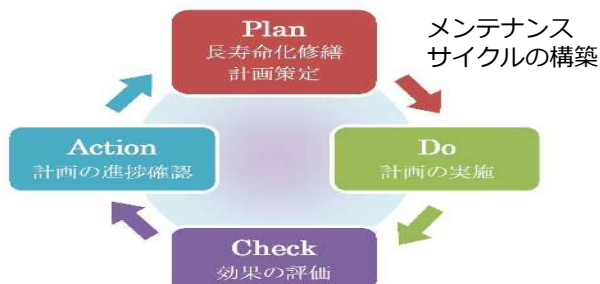 Plan
長寿命化修繕
計画策定
メンテナンス
サイクルの構築
Action
計画の進捗確認
Do
計画の実施
Check
効果の評価